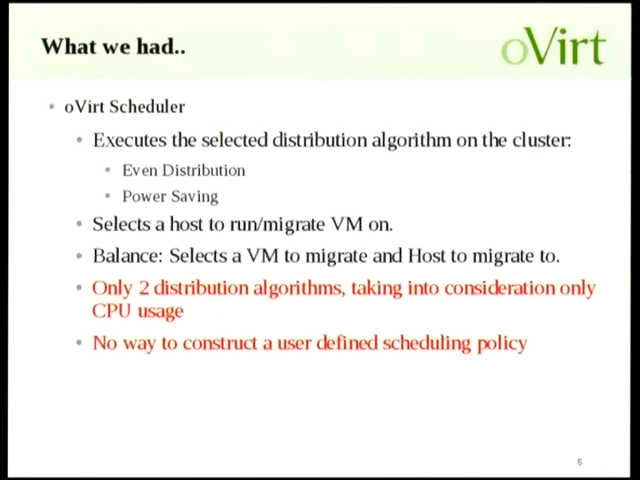 What we had..
oVirt
• oVirt Scheduler
• Executes the selected distribution algorithm on the cluster:
• Even Distribution
• Power Saving
• Selects a host to run/migrate VM on.
• Balance: Selects a VM to migrate and Host to migrate to.
• Only 2 distribution algorithms, taking into consideration only
CPU usage
• No way to construct a user defined scheduling policy